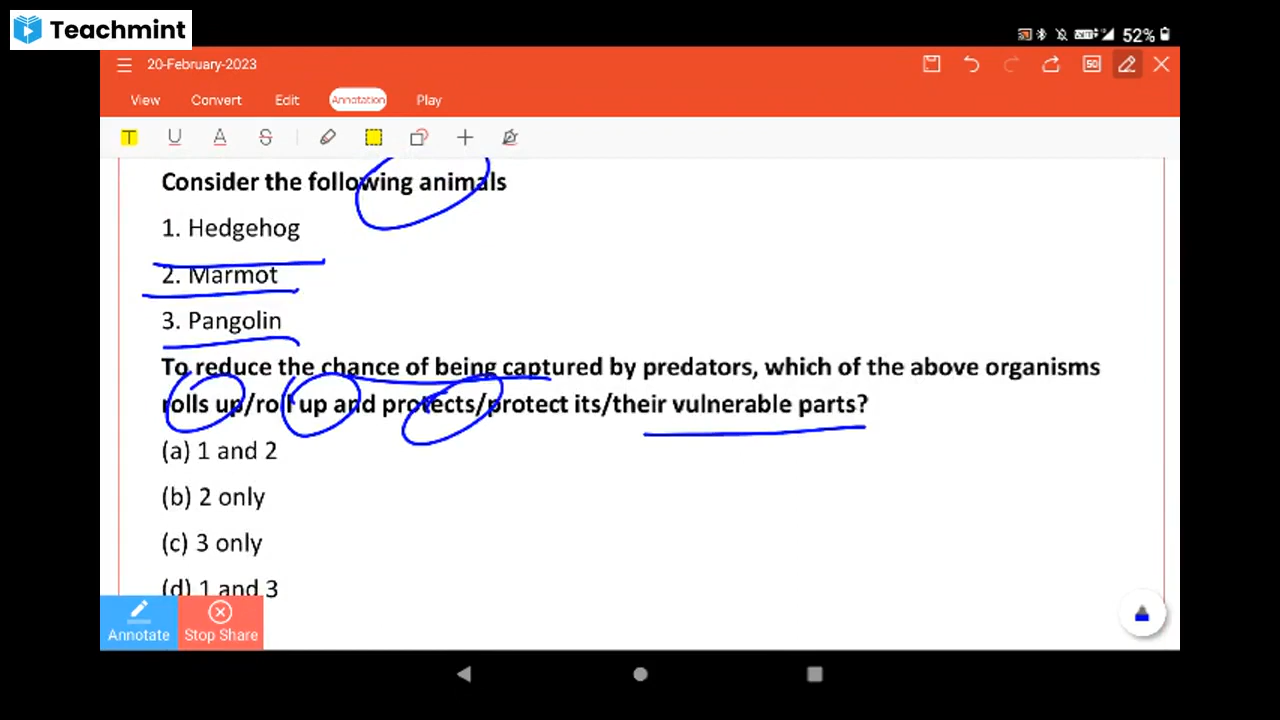 Teachmint
52%
20-February-2023
50
View Convert Edit Annotation Play
T U A S
Consider the following animals
1. Hedgehog
2. Marmot
3. Pangolin
To reduce the chance of being captured by predators, which of the above organisms
rolls up/roll up and protects/protect its/their vulnerable parts?
(a) 1 and 2
(b) 2 only
(c) 3 only
(d) 1 and 3
Annotate Stop Share